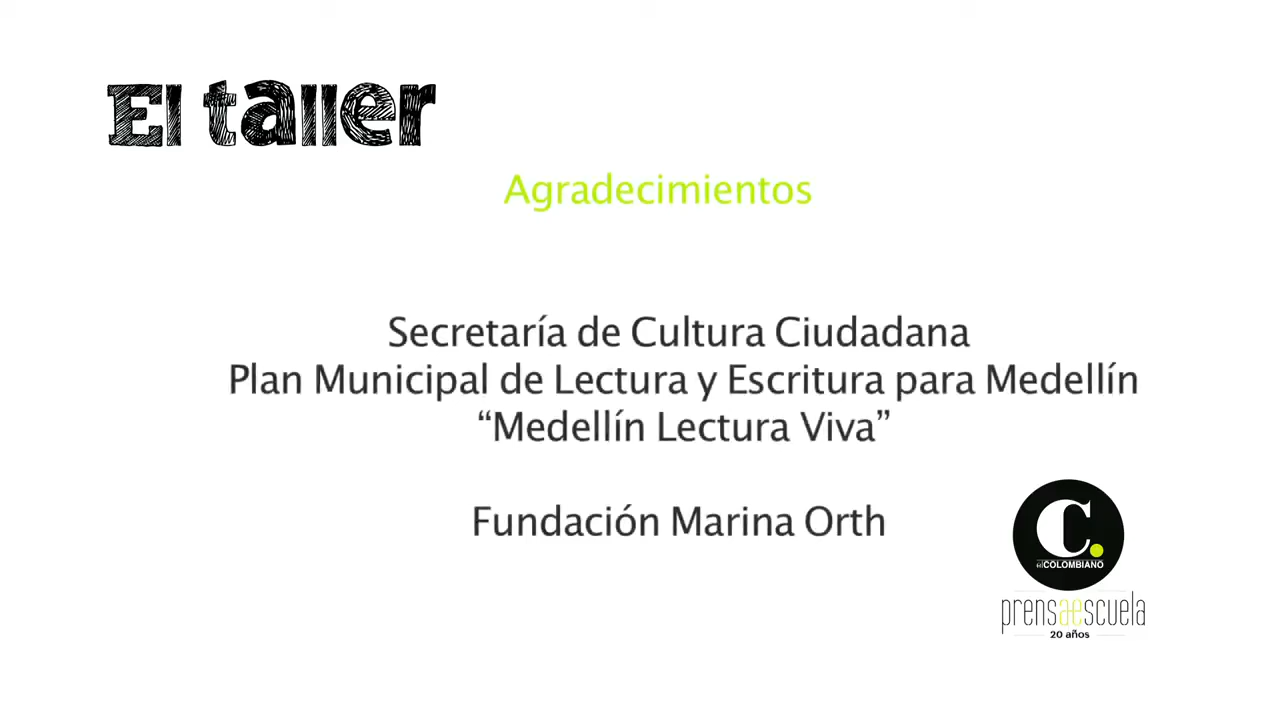 El taller
Agradecimientos
Secretaría de Cultura Ciudadana
Plan Municipal de Lectura y Escritura para Medellín
“Medellín Lectura Viva”
Fundación Marina Orth
C.
el COLOMBIANO
prensaescuela
20 años